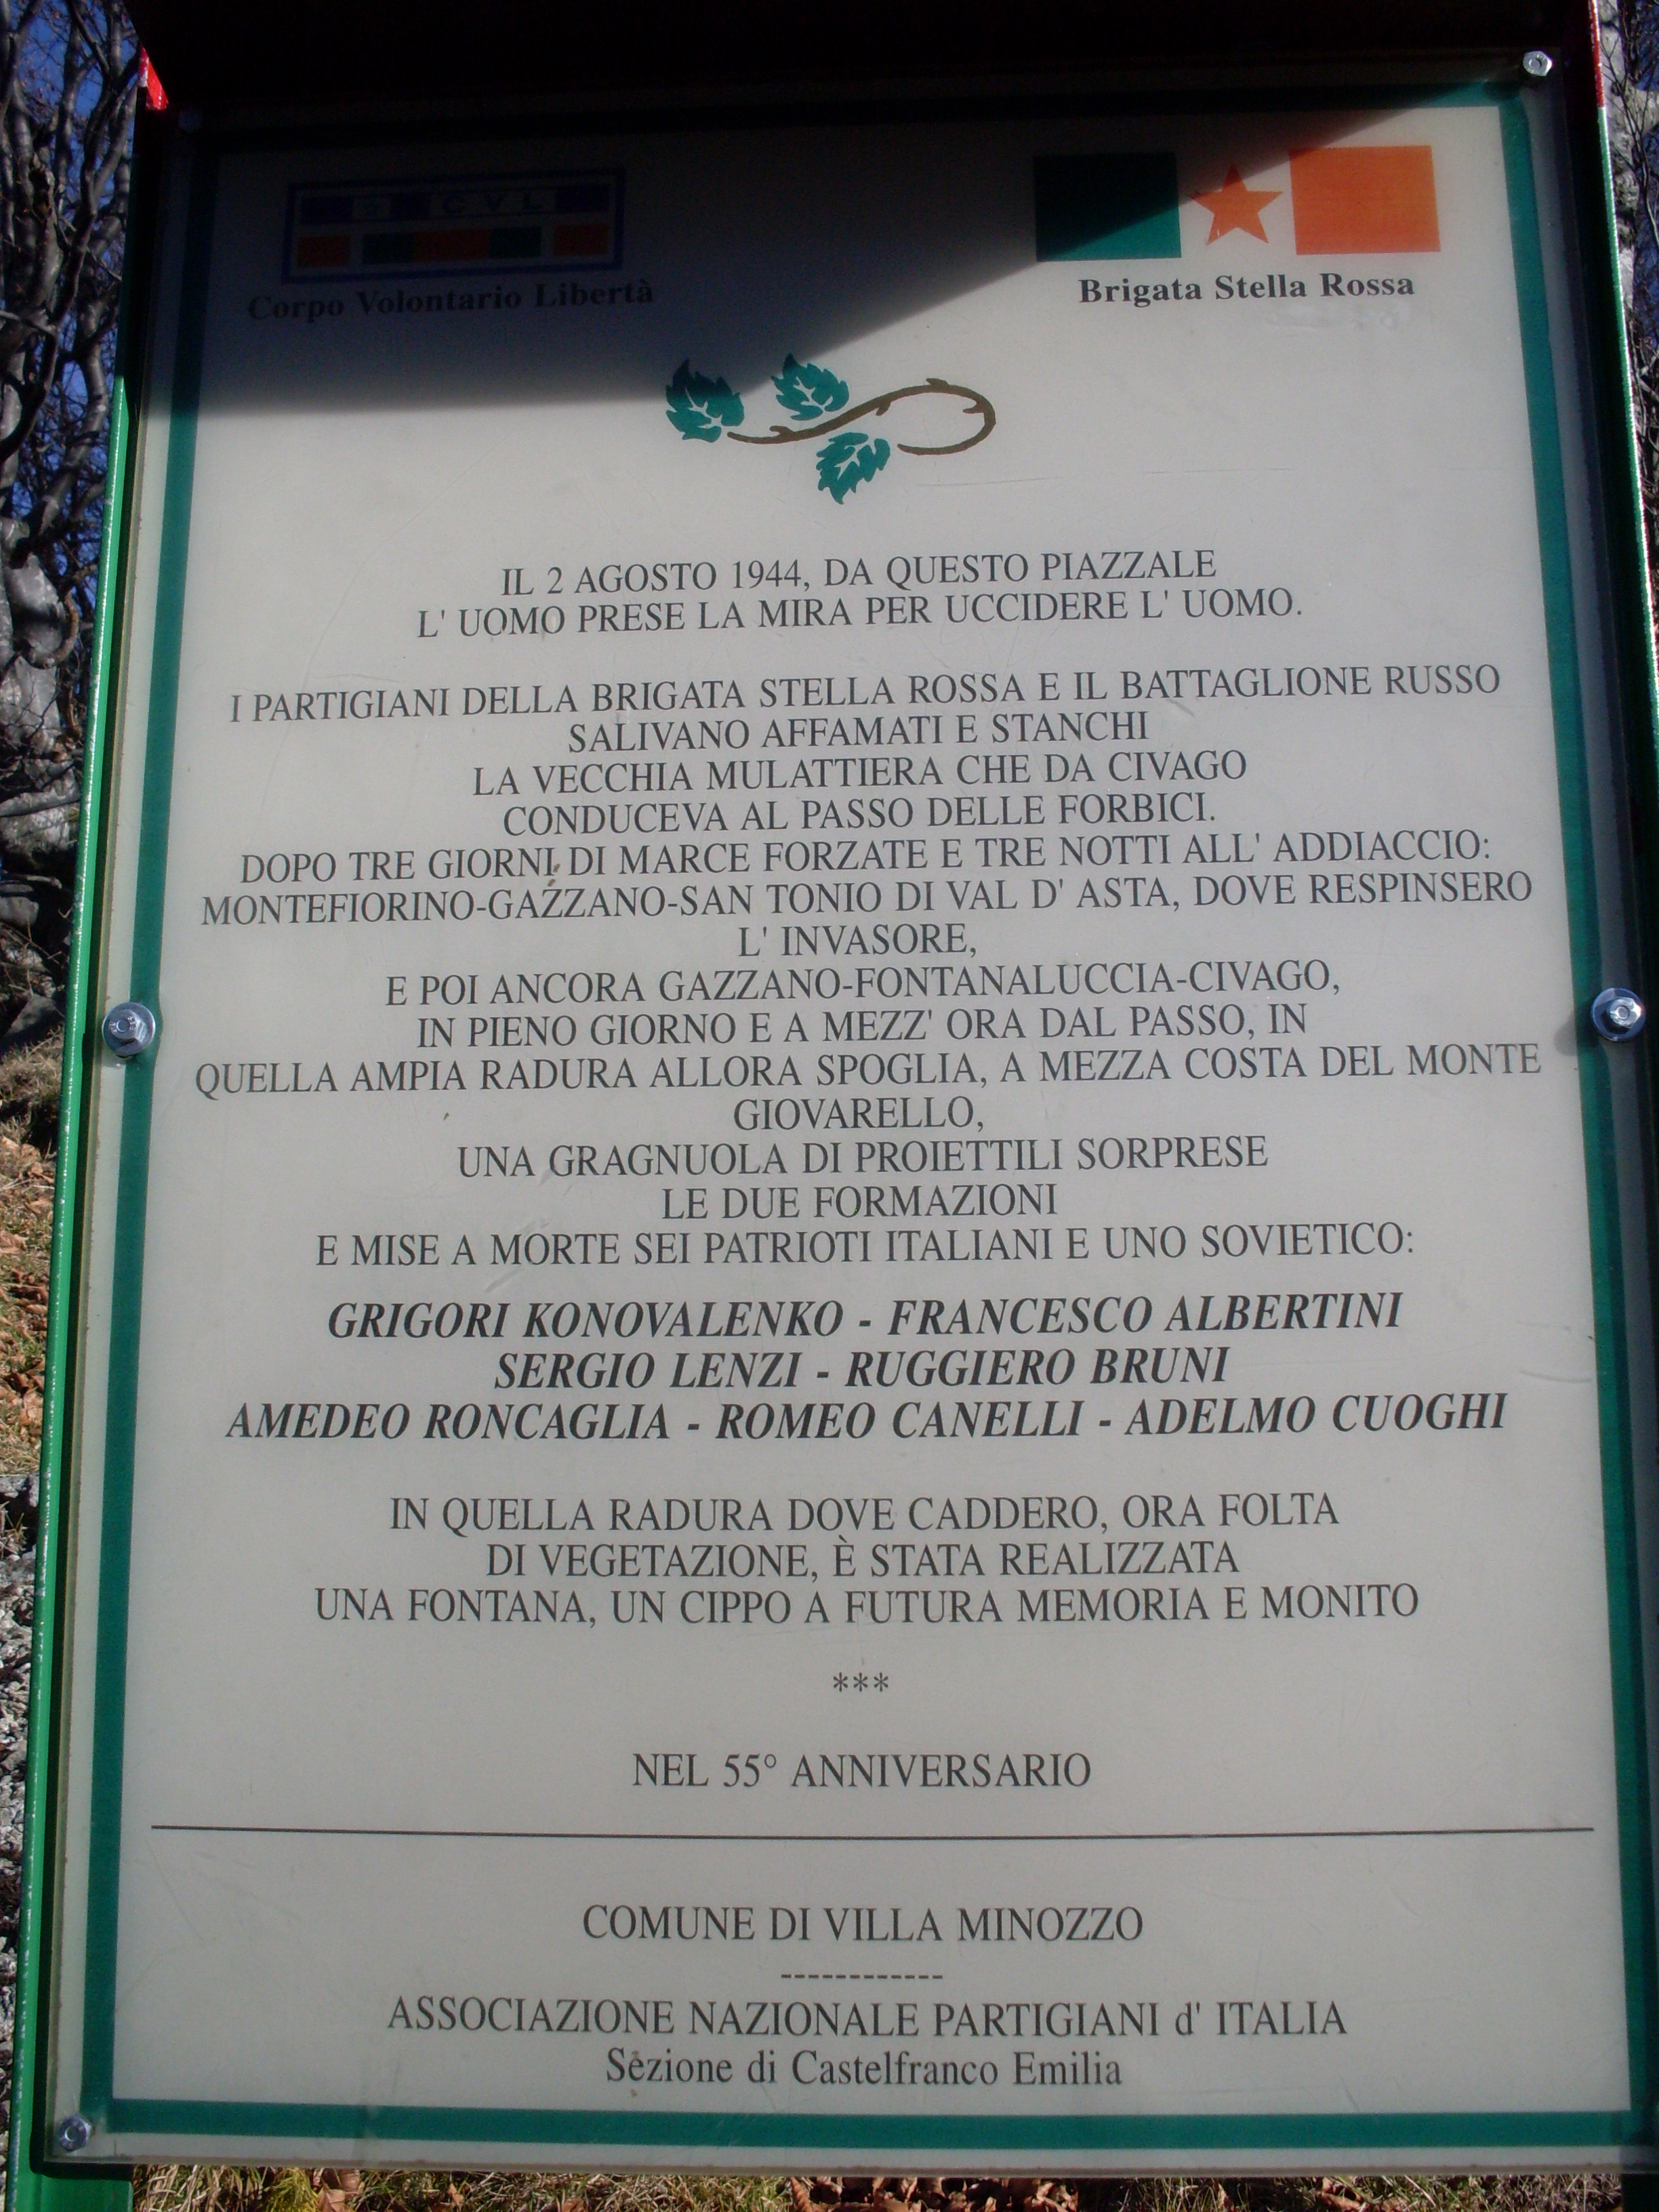 C V L
Corpo Volontario Libertà
Brigata Stella Rossa
IL 2 AGOSTO 1944, DA QUESTO PIAZZALE
L' UOMO PRESE LA MIRA PER UCCIDERE L' UOMO.
I PARTIGIANI DELLA BRIGATA STELLA ROSSA E IL BATTAGLIONE RUSSO
SALIVANO AFFAMATI E STANCHI
LA VECCHIA MULATTIERA CHE DA CIVAGO
CONDUCEVA AL PASSO DELLE FORBICI.
DOPO TRE GIORNI DI MARCE FORZATE E TRE NOTTI ALL' ADDIACCIO:
MONTEFIORINO-GAZZANO-SAN TONIO DI VAL D' ASTA, DOVE RESPINSERO
L' INVASORE,
E POI ANCORA GAZZANO-FONTANALUCCIA-CIVAGO,
IN PIENO GIORNO E A MEZZ' ORA DAL PASSO, IN
QUELLA AMPIA RADURA ALLORA SPOGLIA, A MEZZA COSTA DEL MONTE
GIOVARELLO,
UNA GRAGNUOLA DI PROIETTILI SORPRESE
LE DUE FORMAZIONI
E MISE A MORTE SEI PATRIOTI ITALIANI E UNO SOVIETICO:
GRIGORI KONOVALENKO - FRANCESCO ALBERTINI
SERGIO LENZI - RUGGIERO BRUNI
AMEDEO RONCAGLIA - ROMEO CANELLI - ADELMO CUOGHI
IN QUELLA RADURA DOVE CADDERO, ORA FOLTA
DI VEGETAZIONE, È STATA REALIZZATA
UNA FONTANA, UN CIPPO A FUTURA MEMORIA E MONITO
***
NEL 55° ANNIVERSARIO
COMUNE DI VILLA MINOZZO
------------
ASSOCIAZIONE NAZIONALE PARTIGIANI d' ITALIA
Sezione di Castelfranco Emilia